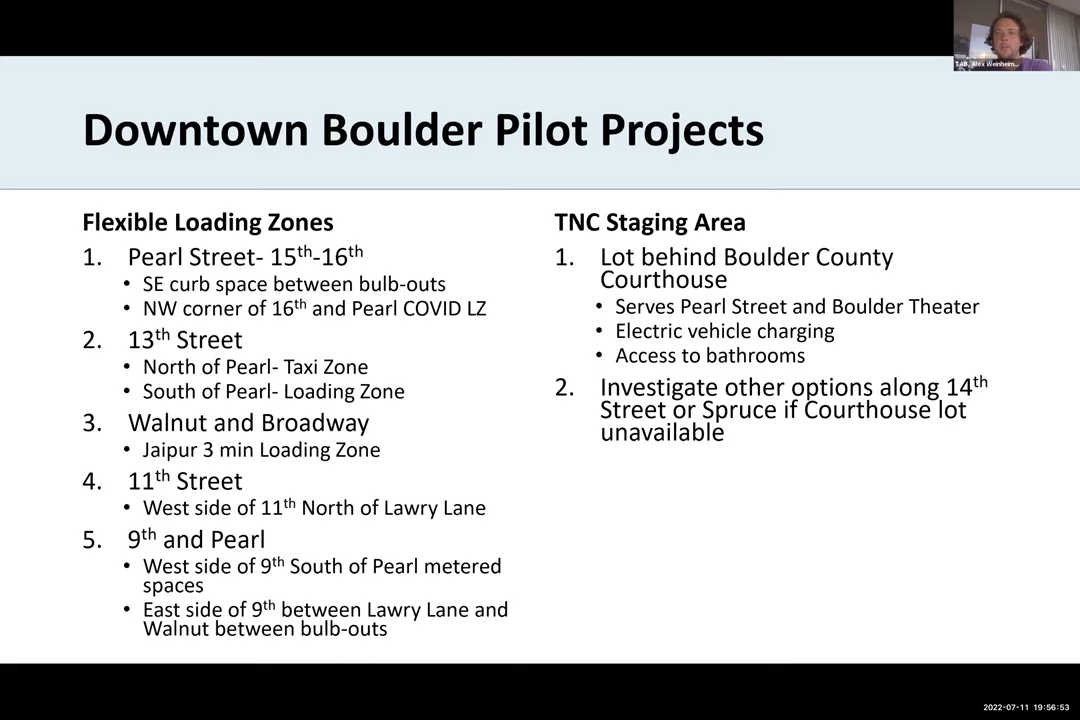 TAB, Alex Weinheim...
Downtown Boulder Pilot Projects
Flexible Loading Zones
1. Pearl Street- 15th-16th
• SE curb space between bulb-outs
• NW corner of 16th and Pearl COVID LZ
2. 13th Street
• North of Pearl- Taxi Zone
• South of Pearl- Loading Zone
3. Walnut and Broadway
• Jaipur 3 min Loading Zone
4. 11th Street
• West side of 11th North of Lawry Lane
5. 9th and Pearl
• West side of 9th South of Pearl metered
spaces
• East side of 9th between Lawry Lane and
Walnut between bulb-outs
TNC Staging Area
1. Lot behind Boulder County
Courthouse
• Serves Pearl Street and Boulder Theater
• Electric vehicle charging
• Access to bathrooms
2. Investigate other options along 14th
Street or Spruce if Courthouse lot
unavailable
2022-07-11 19:56:53